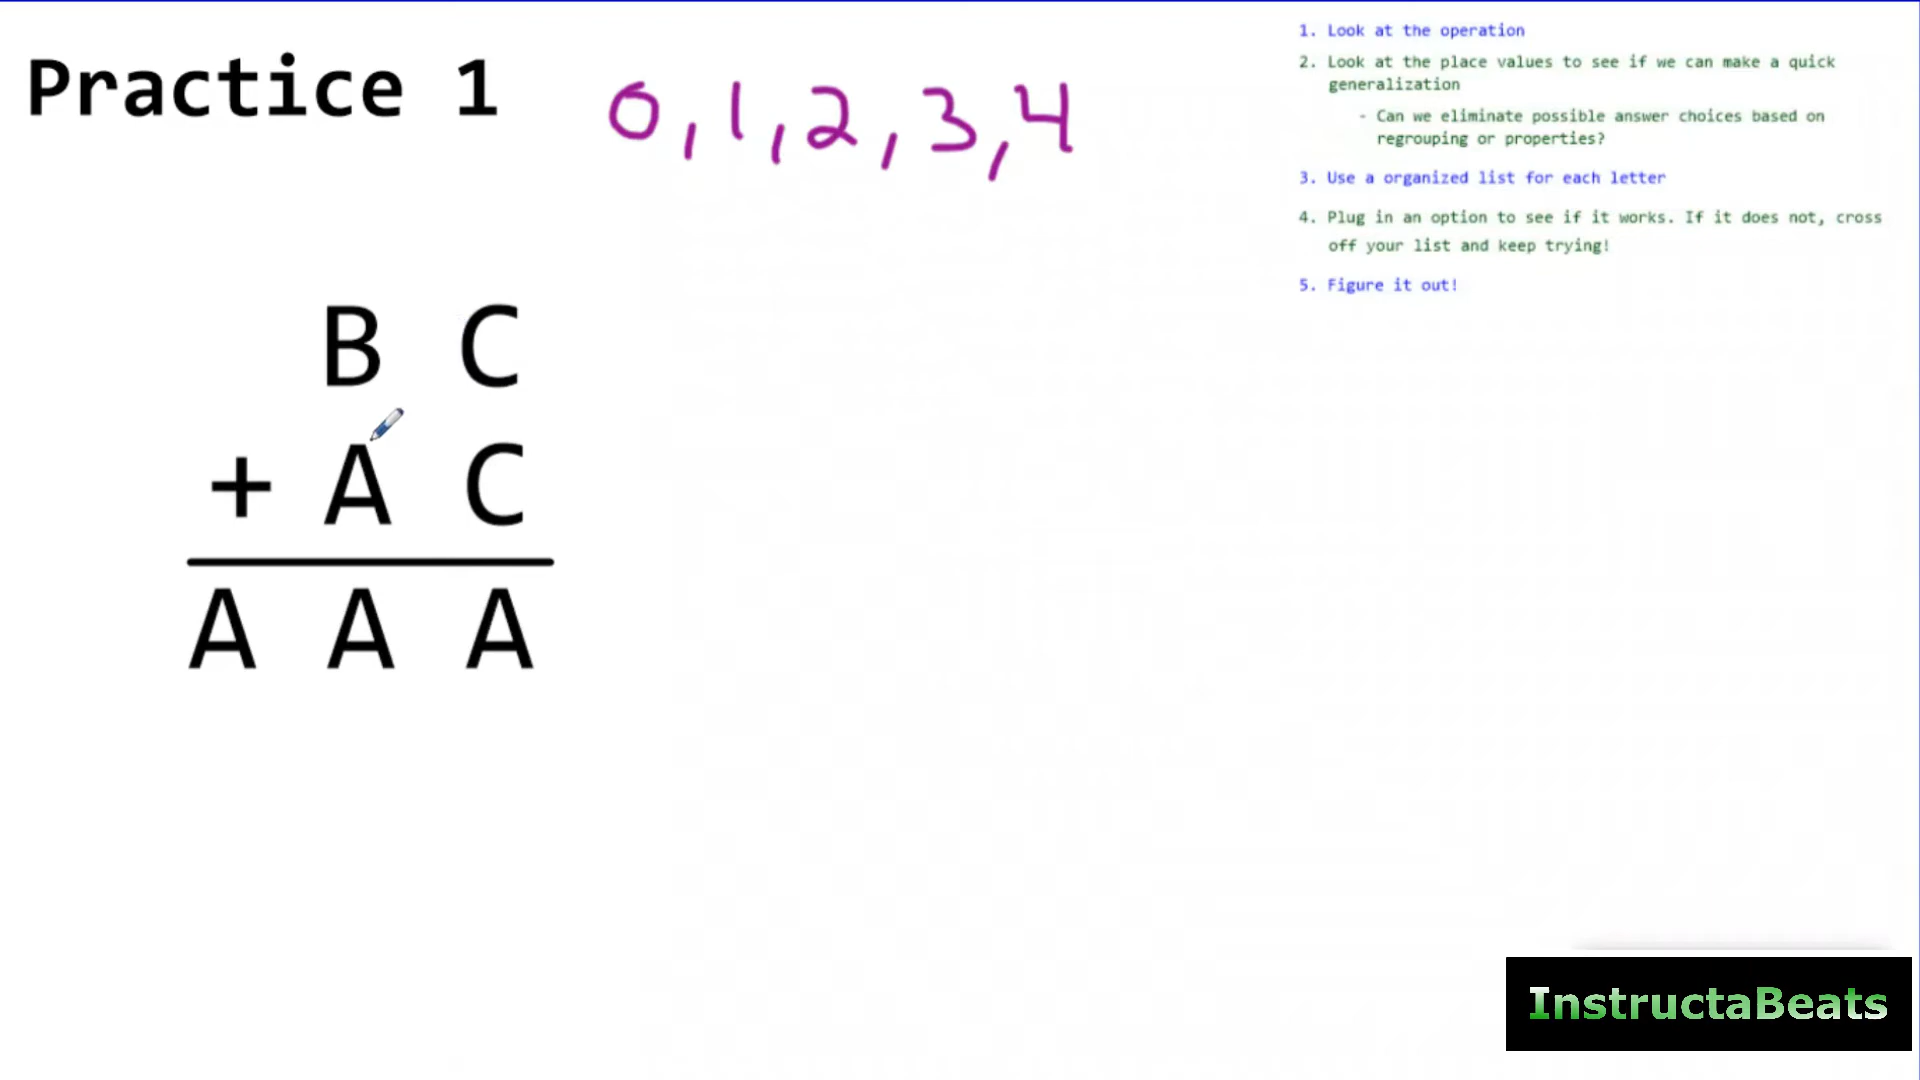 Practice 1
0, 1, 2, 3, 4
1. Look at the operation
2. Look at the place values to see if we can make a quick
generalization
- Can we eliminate possible answer choices based on
regrouping or properties?
3. Use a organized list for each letter
4. Plug in an option to see if it works. If it does not, cross
off your list and keep trying!
5. Figure it out!
B C
+ A C
A A A
InstructaBeats